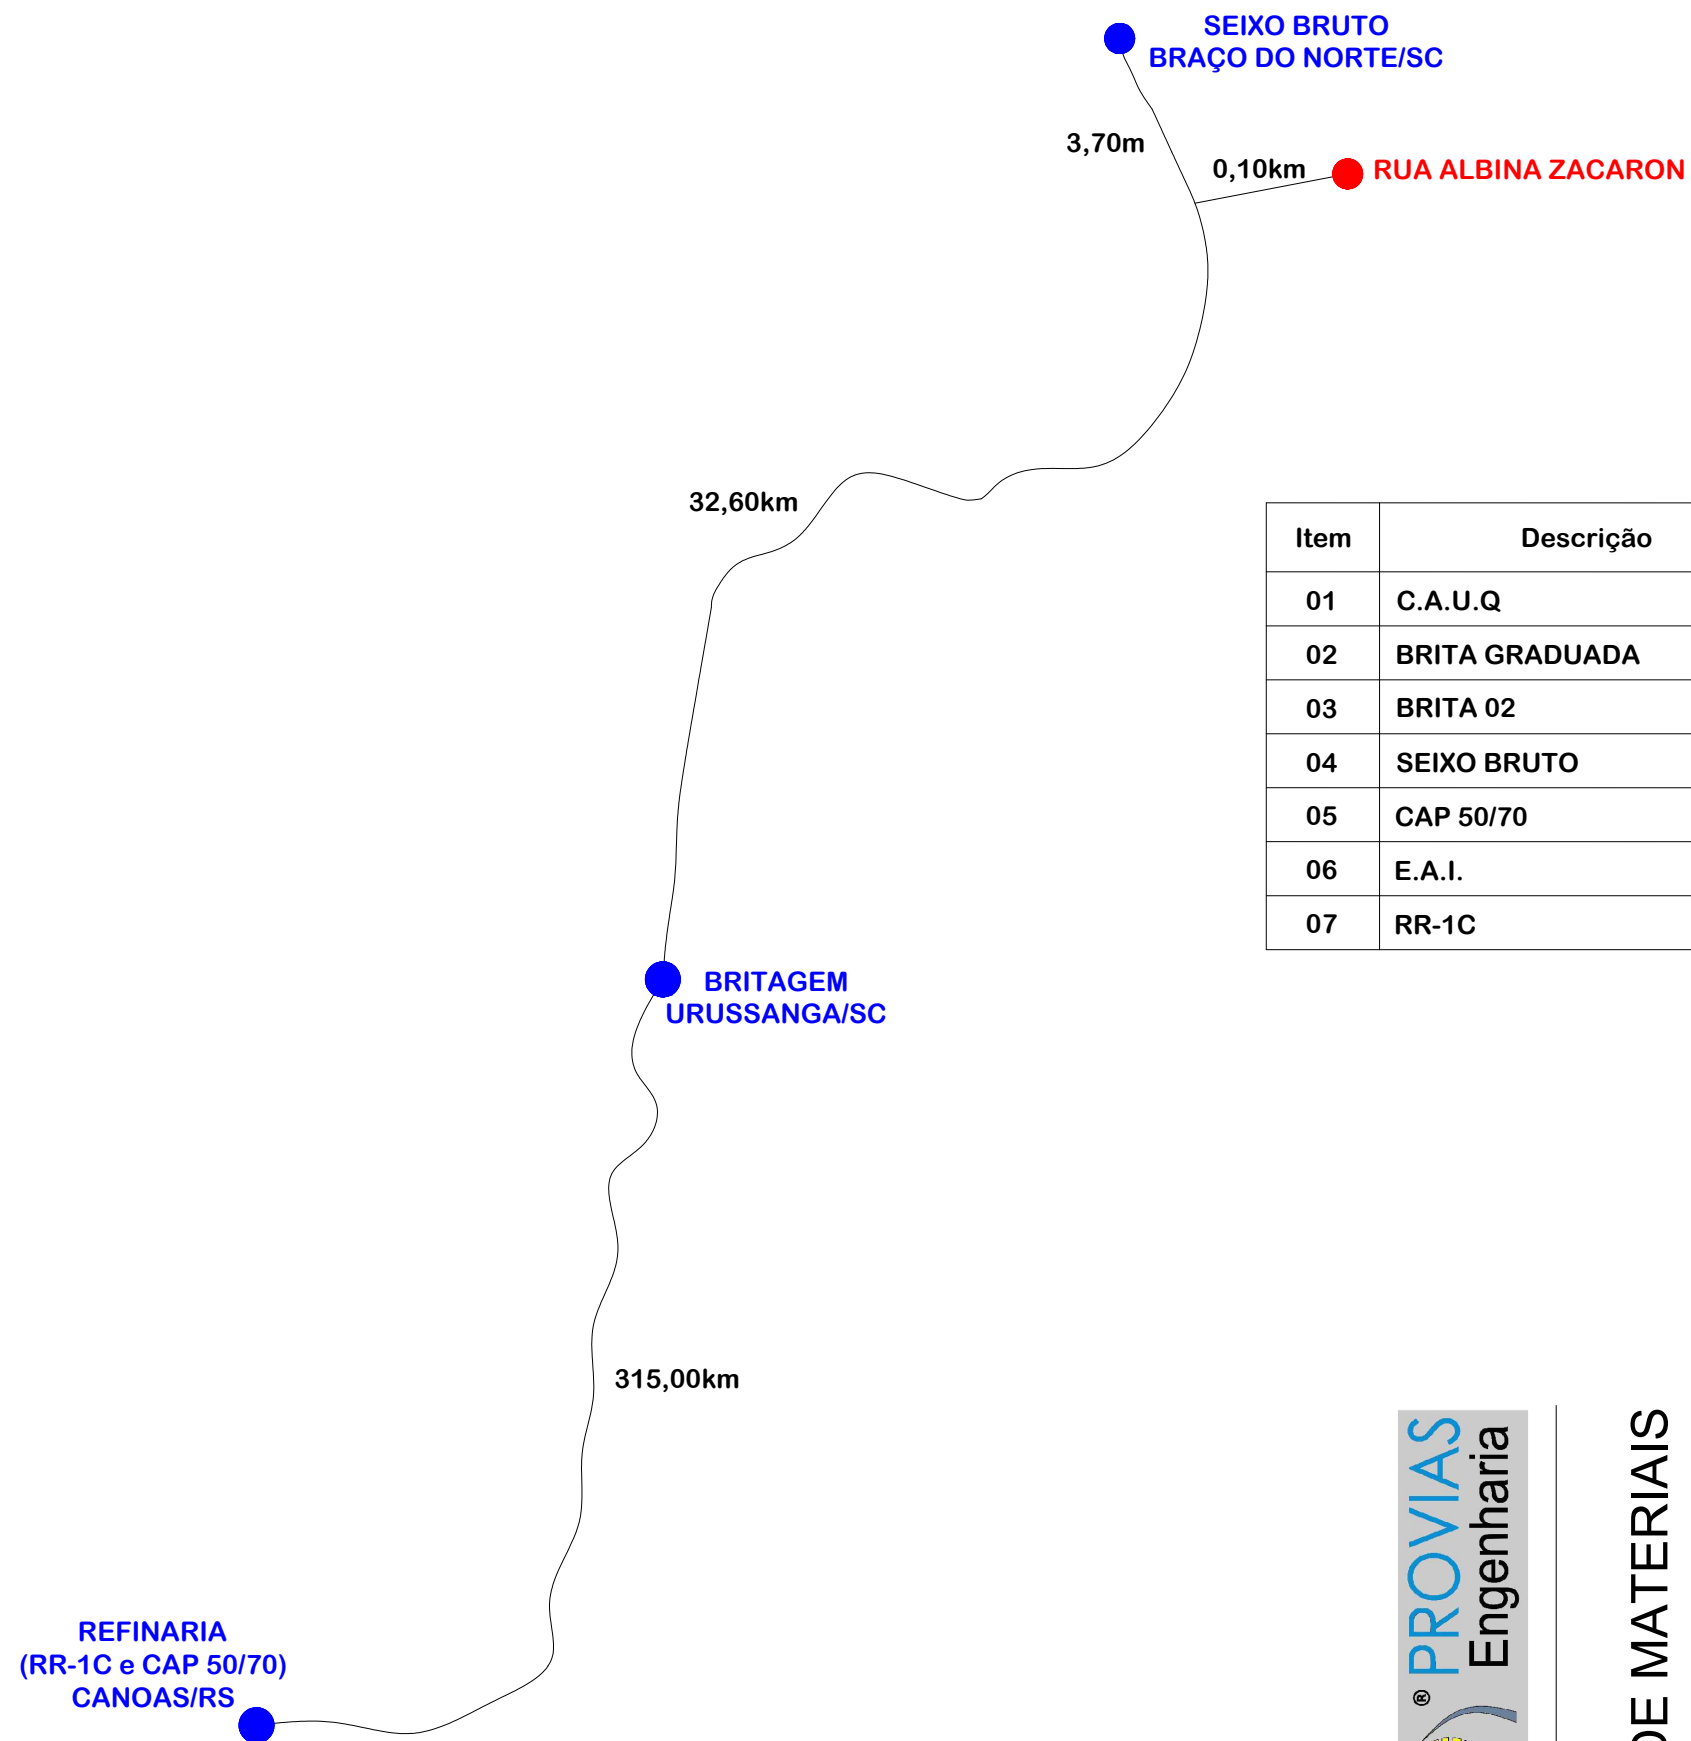 SEIXO BRUTO
BRAÇO DO NORTE/SC
3,70m
0,10km
RUA ALBINA ZACARON
32,60km
Item Descrição
01 C.A.U.Q
02 BRITA GRADUADA
03 BRITA 02
04 SEIXO BRUTO
05 CAP 50/70
06 E.A.I.
07 RR-1C
BRITAGEM
URUSSANGA/SC
315,00km
REFINARIA
(RR-1C e CAP 50/70)
CANOAS/RS
® PROVIAS
Engenharia
DE MATERIAIS